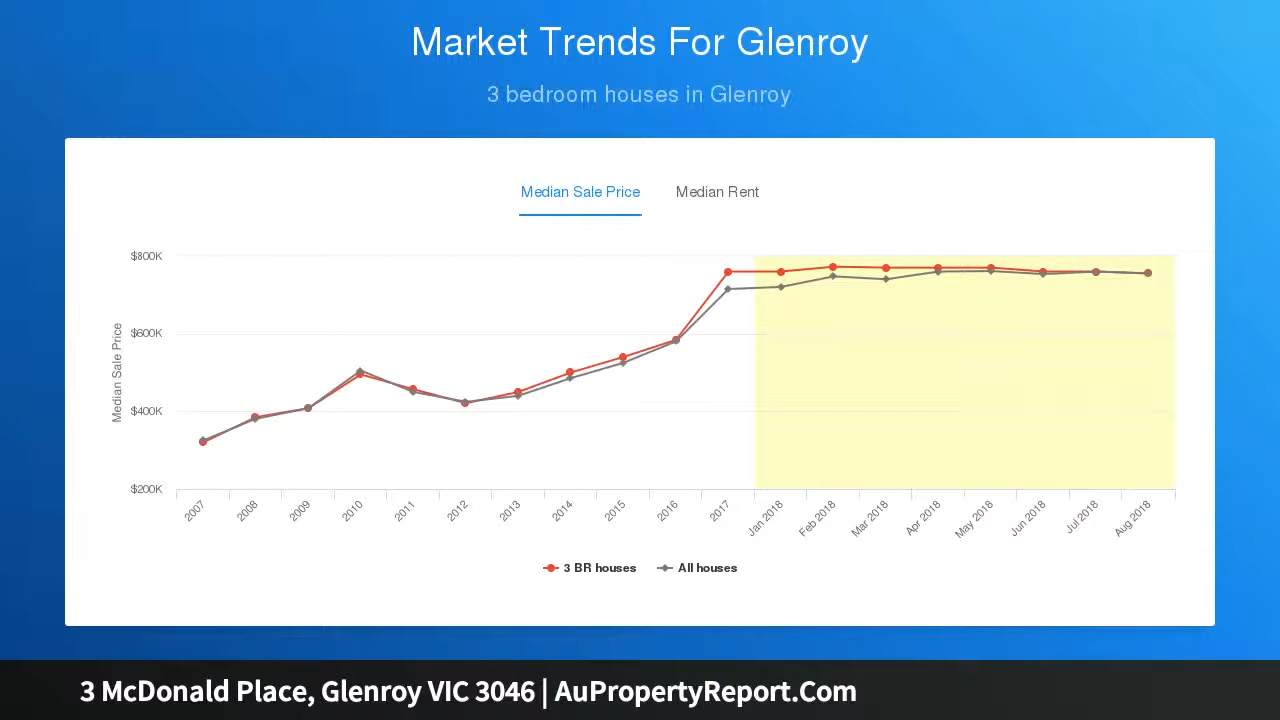 Market Trends For Glenroy
3 bedroom houses in Glenroy
Median Sale Price Median Rent
Median Sale Price
$800K
$600K
$400K
$200K
2007 2008 2009 2010 2011 2012 2013 2014 2015 2016 2017 Jan 2018 Feb 2018 Mar 2018 Apr 2018 May 2018 Jun 2018 Jul 2018 Aug 2018
3 BR houses All houses
3 McDonald Place, Glenroy VIC 3046 | AuPropertyReport.Com